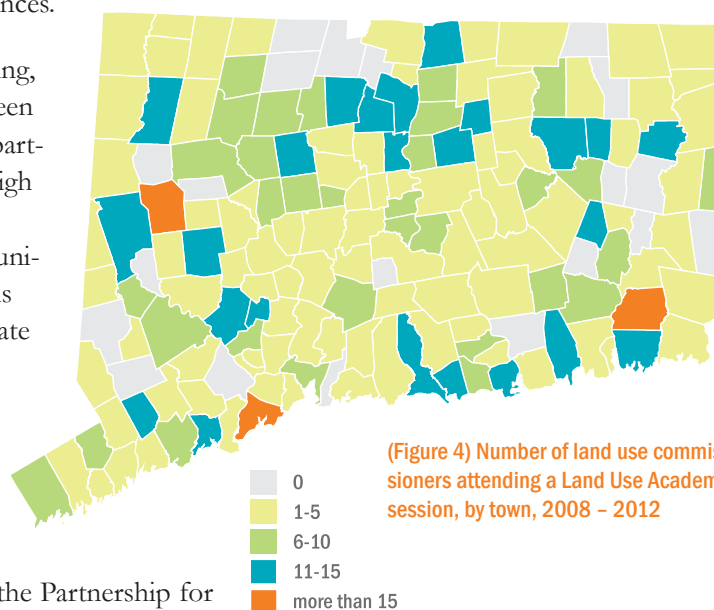 nces.
ing,
een
part-
igh
uni-
s
ate
(Figure 4) Number of land use commis
sioners attending a Land Use Academ
session, by town, 2008 – 2012
0
1-5
6-10
11-15
more than 15
the Partnership for